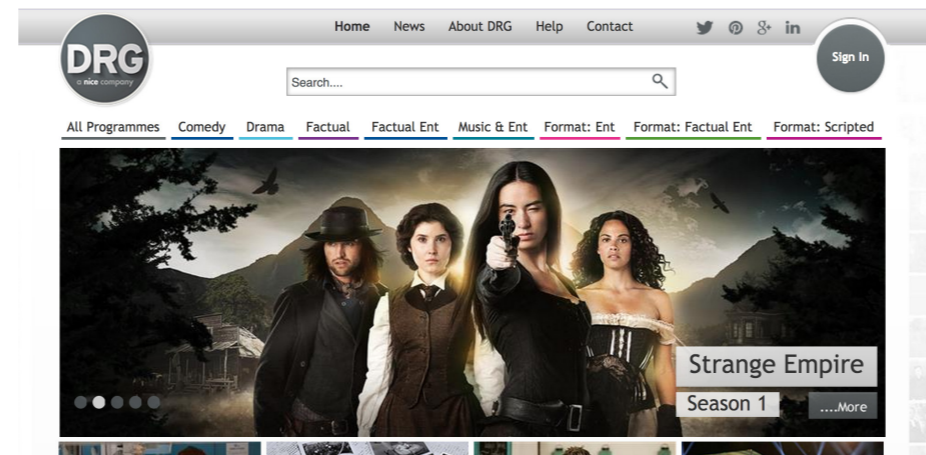 Home News About DRG Help Contact
DRG
a nice company
Sign In
Search....
All Programmes Comedy Drama Factual Factual Ent Music & Ent Format: Ent Format: Factual Ent Format: Scripted
Strange Empire
Season 1
....More